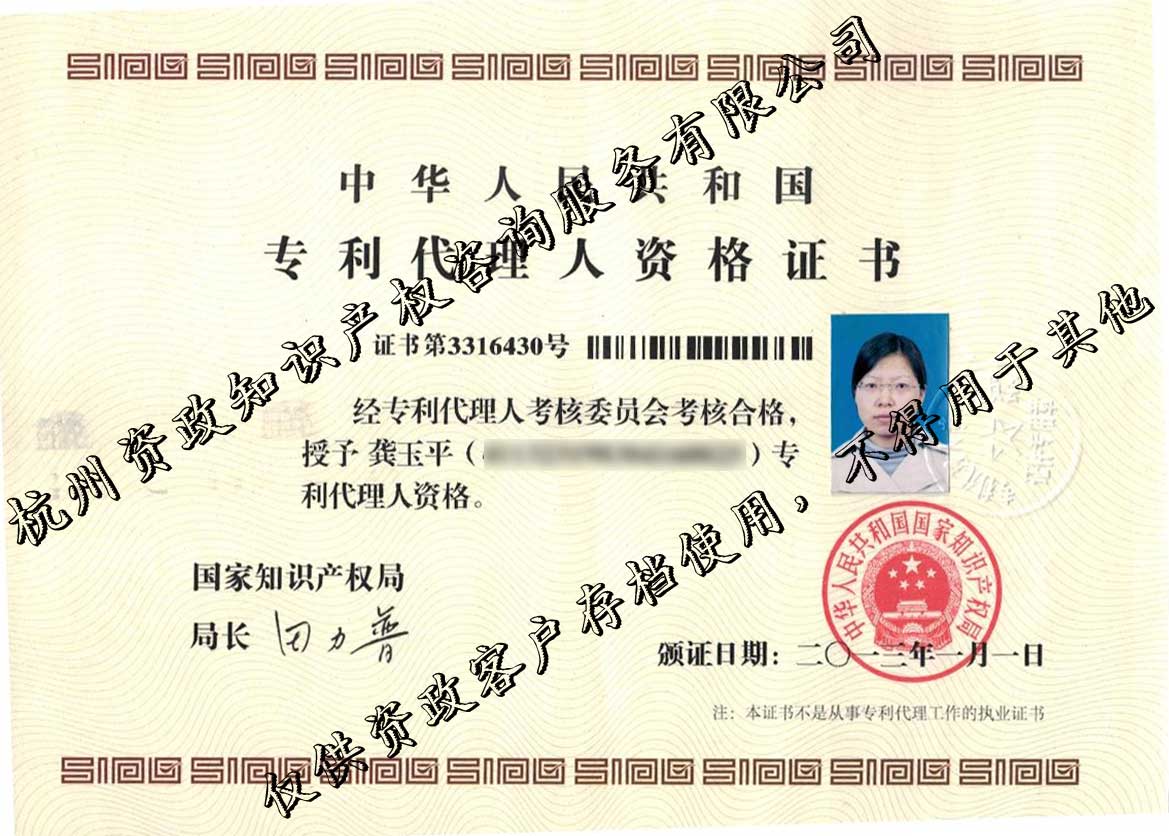 中华人民共和国
专利代理人资格证书
证书第3316430号
经专利代理人考核委员会考核合格，
授予 龚玉平（ ）专
利代理人资格。
国家知识产权局
局长 田力普
中华人民共和国国家知识产权局
颁证日期：二〇一三年一月一日
注：本证书不是从事专利代理工作的执业证书
杭州资政知识产权咨询服务有限公司
仅供资政客户存档使用，不得用于其他